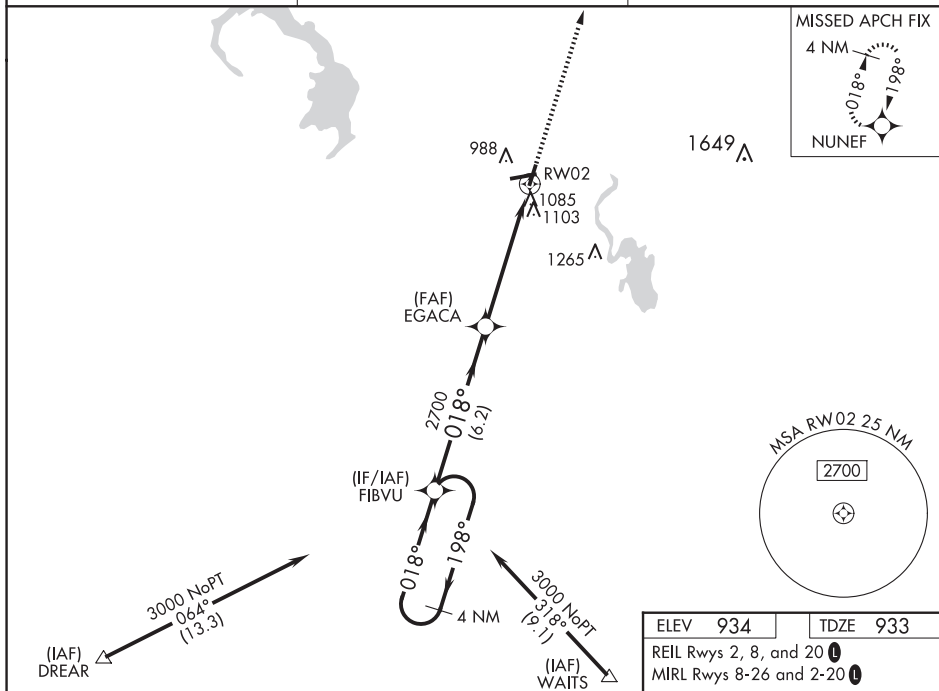 MISSED APCH FIX
4 NM
018°
198°
NUNEF
988
1649
RW02
1085
1103
1265
(FAF)
EGACA
2700
018°
(6.2)
(IF/IAF)
FIBVU
018°
198°
4 NM
MSA RW02 25 NM
2700
3000 NoPT
064°
(13.3)
(IAF)
DREAR
3000 NoPT
318°
(9.1)
(IAF)
WAITS
ELEV 934
TDZE 933
REIL Rwys 2, 8, and 20 L
MIRL Rwys 8-26 and 2-20 L